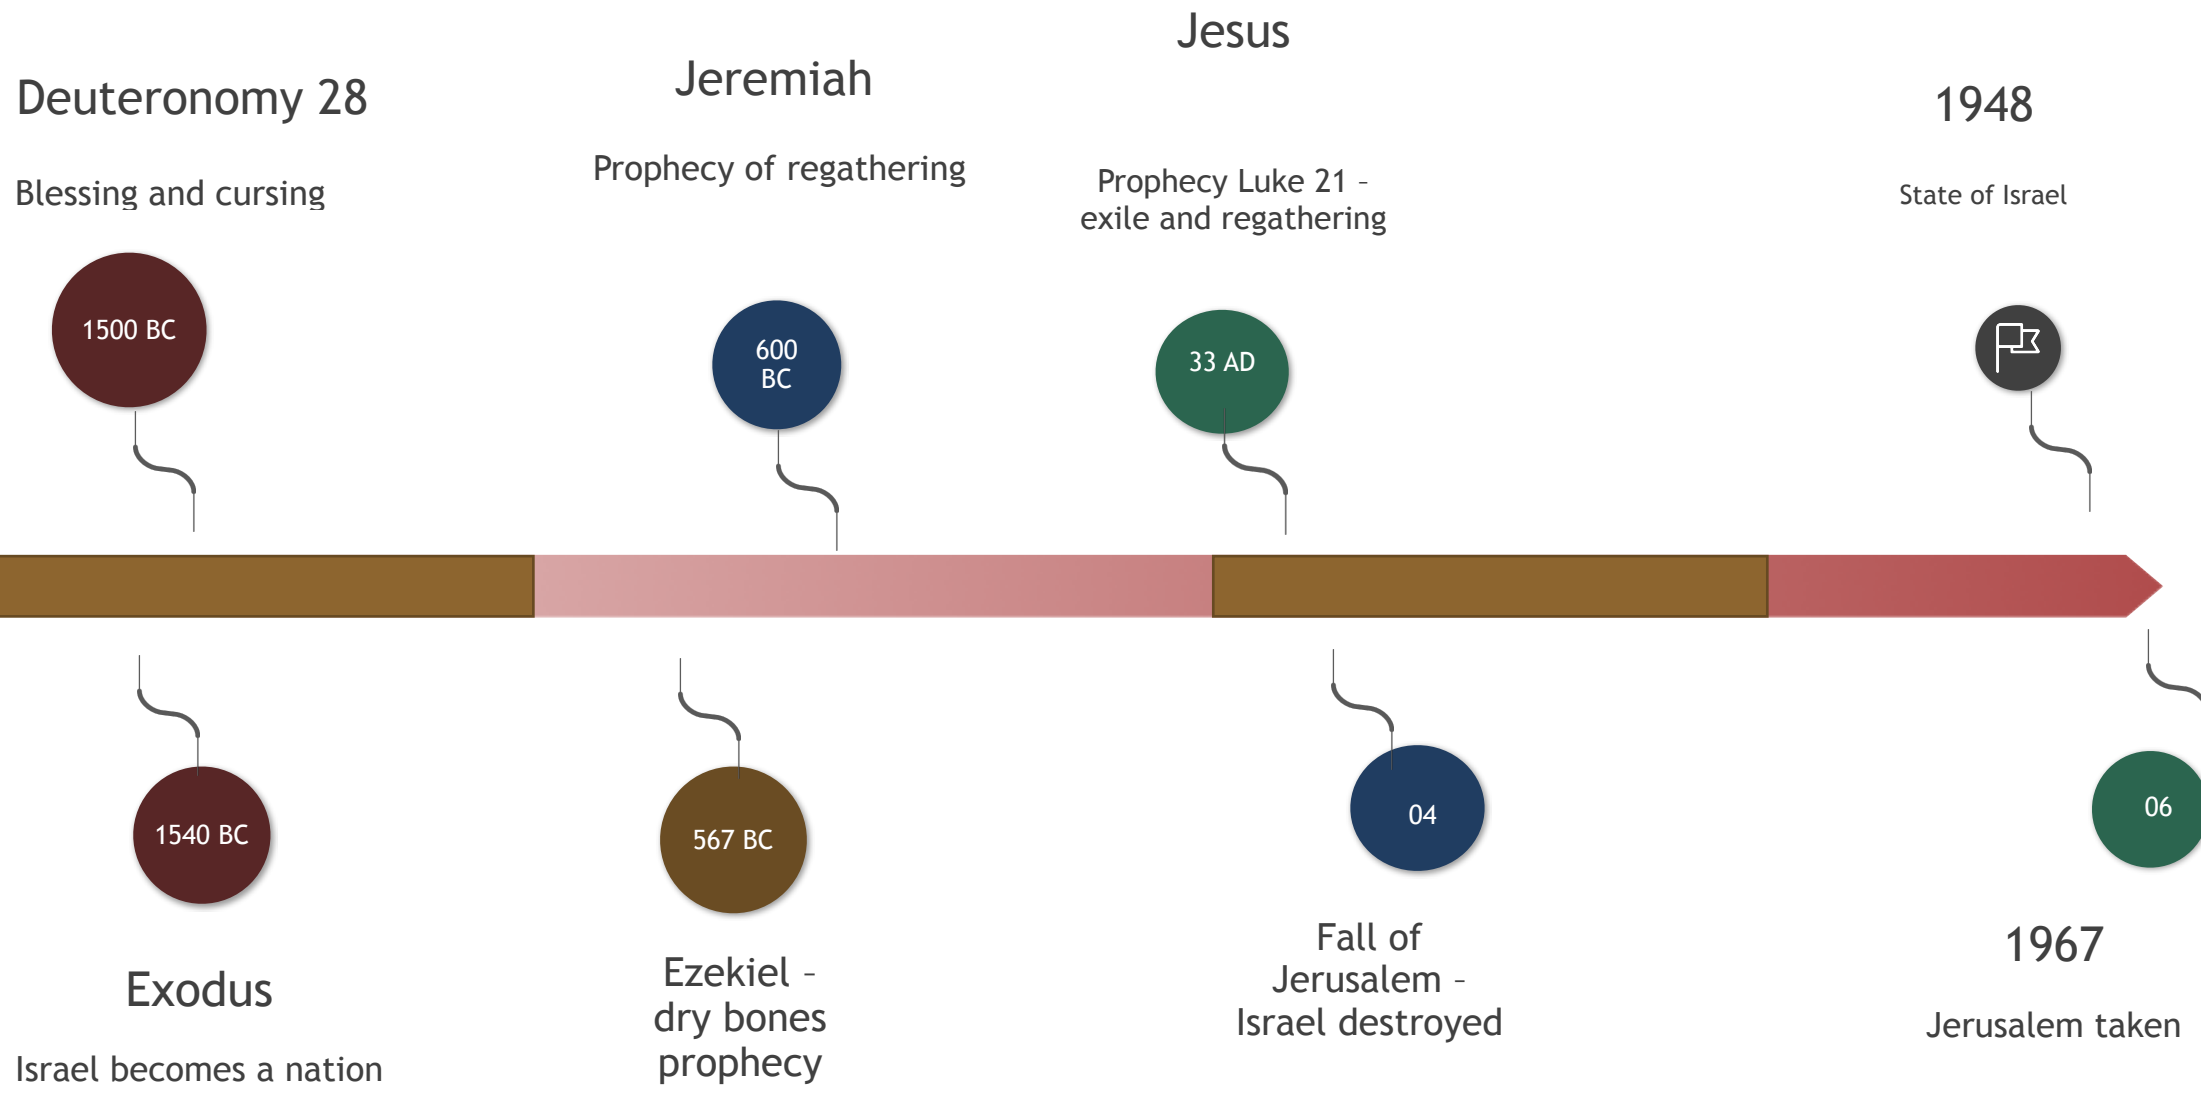 Deuteronomy 28
Blessing and cursing
1500 BC
Jeremiah
Prophecy of regathering
600
BC
Jesus
Prophecy Luke 21 –
exile and regathering
33 AD
1948
State of Israel
1540 BC
Exodus
Israel becomes a nation
567 BC
Ezekiel –
dry bones
prophecy
04
Fall of
Jerusalem –
Israel destroyed
06
1967
Jerusalem taken